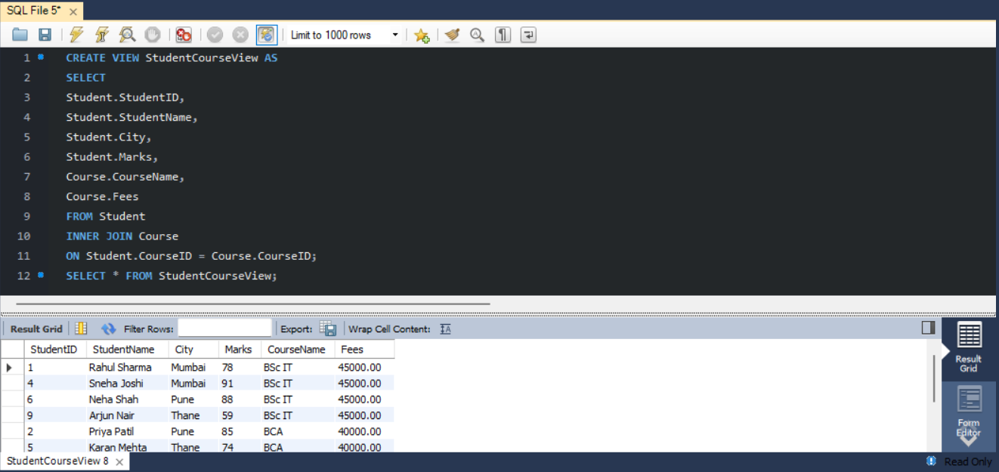 SQL File 5*
Limit to 1000 rows
1 CREATE VIEW StudentCourseView AS
2 SELECT
3 Student.StudentID,
4 Student.StudentName,
5 Student.City,
6 Student.Marks,
7 Course.CourseName,
8 Course.Fees
9 FROM Student
10 INNER JOIN Course
11 ON Student.CourseID = Course.CourseID;
12 SELECT * FROM StudentCourseView;
Result Grid Filter Rows: Export: Wrap Cell Content:
StudentID StudentName City Marks CourseName Fees
1 Rahul Sharma Mumbai 78 BSc IT 45000.00
4 Sneha Joshi Mumbai 91 BSc IT 45000.00
6 Neha Shah Pune 88 BSc IT 45000.00
9 Arjun Nair Thane 59 BSc IT 45000.00
2 Priya Patil Pune 85 BCA 40000.00
5 Karan Mehta Thane 74 BCA 40000.00
Result
Grid
Form
Editor
StudentCourseView 8
Read Only